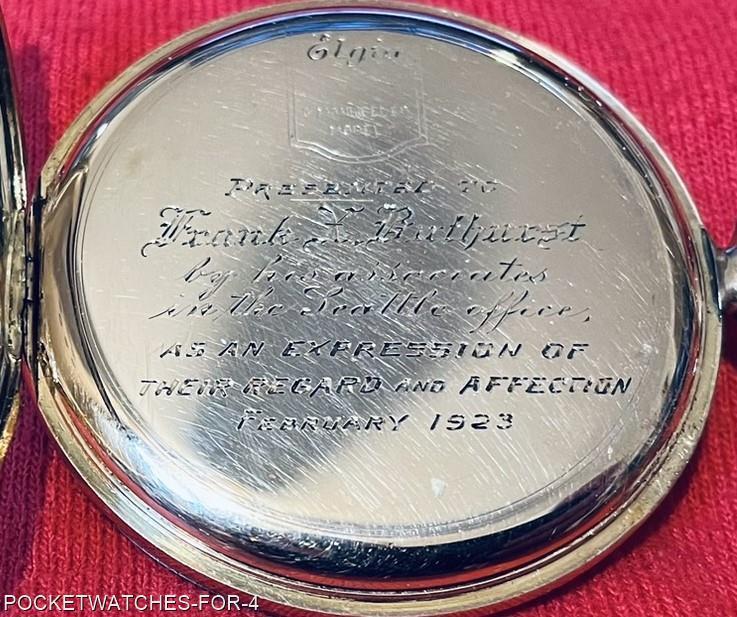 Elgin
MODEL
PRESENTED TO
Frank L. Bathurst
by his associates
in the Seattle office,
AS AN EXPRESSION OF
THEIR REGARD AND AFFECTION
FEBRUARY 1923
POCKETWATCHES-FOR-4